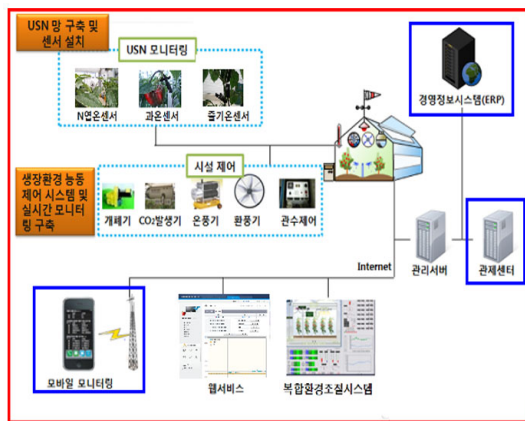 USN 망 구축 및
센서 설치
USN 모니터링
N엽온센서
과온센서
줄기온센서
경영정보시스템(ERP)
생장환경 능동
제어 시스템 및
실시간 모니터
링 구축
시설 제어
개폐기
CO₂발생기
온풍기
환풍기
관수제어
Internet
관리서버
관제센터
모바일 모니터링
웹서비스
복합환경조절시스템